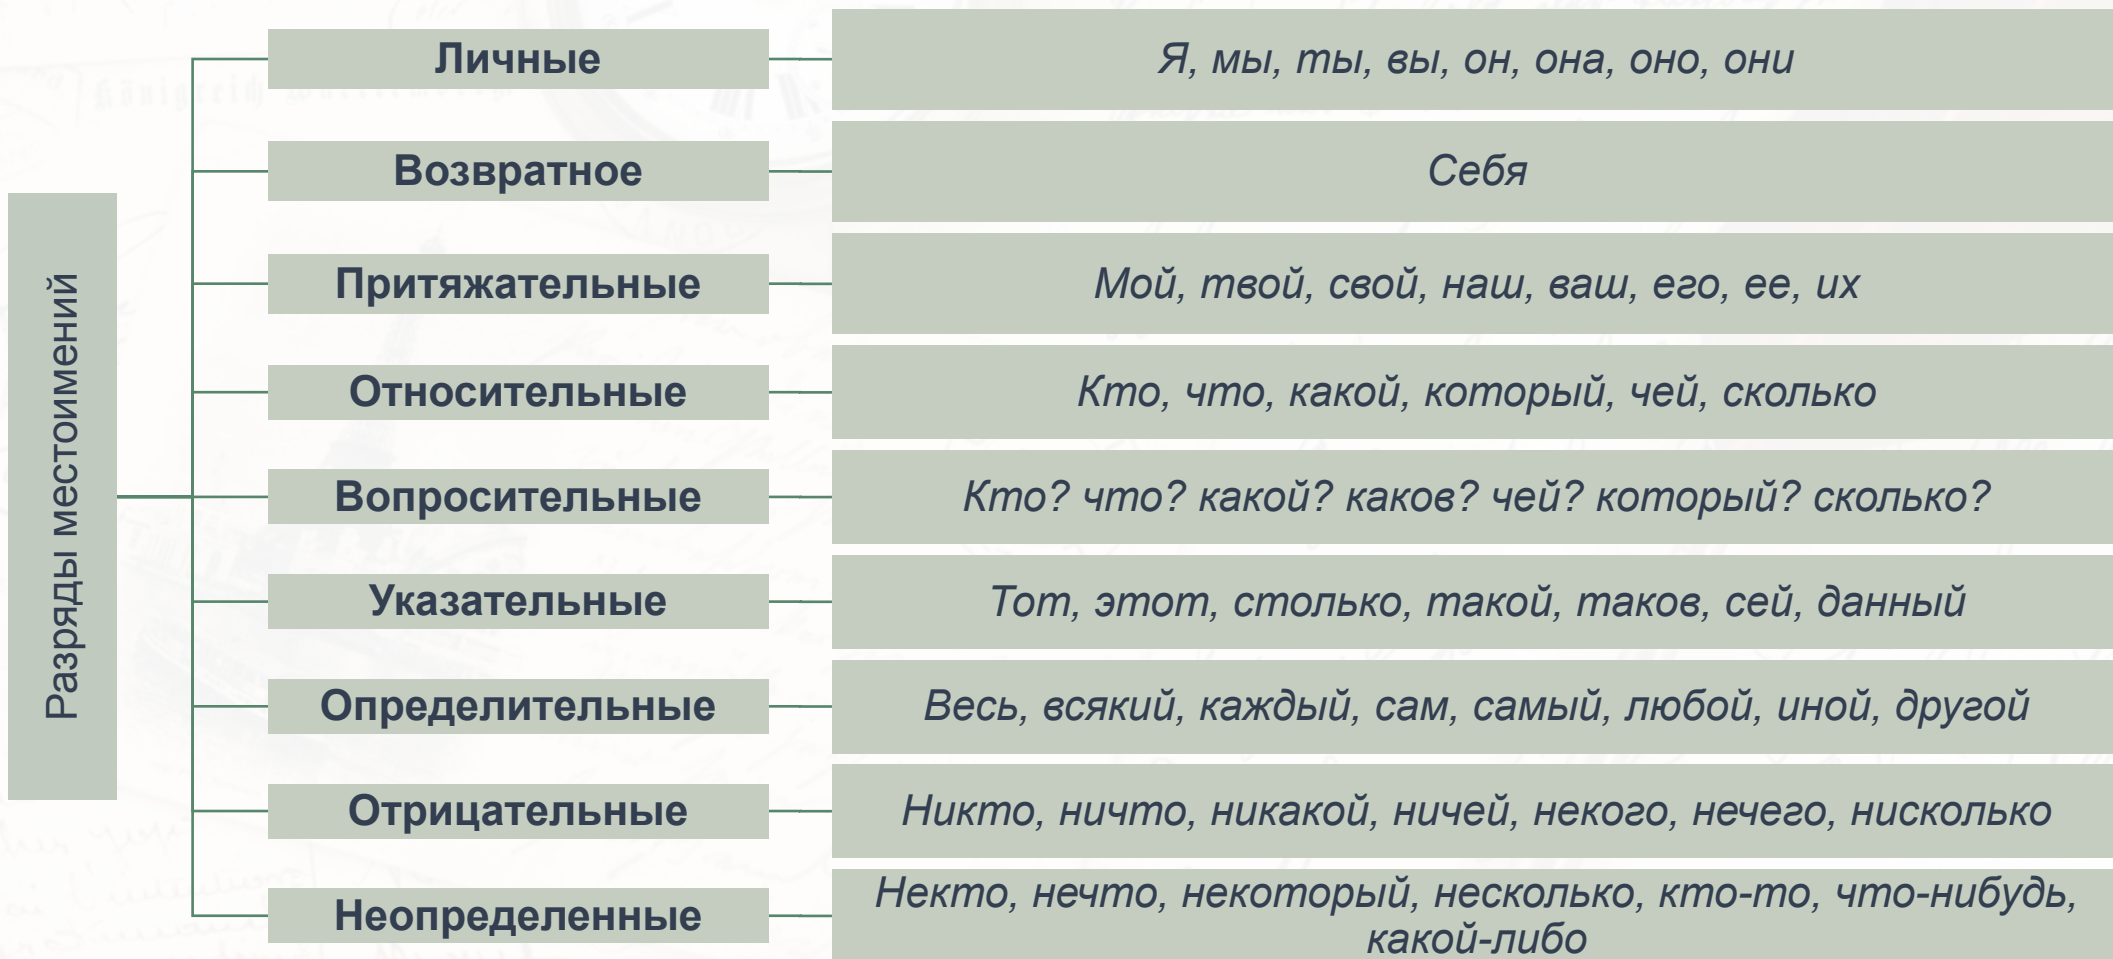 Разряды местоимений
Личные
Я, мы, ты, вы, он, она, оно, они
Возвратное
Себя
Притяжательные
Мой, твой, свой, наш, ваш, его, ее, их
Относительные
Кто, что, какой, который, чей, сколько
Вопросительные
Кто? что? какой? каков? чей? который? сколько?
Указательные
Тот, этот, столько, такой, таков, сей, данный
Определительные
Весь, всякий, каждый, сам, самый, любой, иной, другой
Отрицательные
Никто, ничто, никакой, ничей, некого, нечего, нисколько
Неопределенные
Некто, нечто, некоторый, несколько, кто-то, что-нибудь,
какой-либо